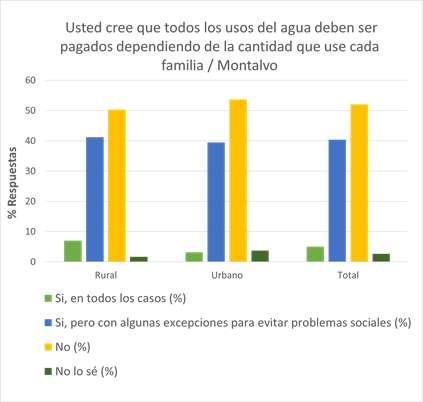 Usted cree que todos los usos del agua deben ser
pagados dependiendo de la cantidad que use cada
familia / Montalvo
60
50
40
30
20
10
0
% Respuestas
Rural
Urbano
Total
Si, en todos los casos (%)
Si, pero con algunas excepciones para evitar problemas sociales (%)
No (%)
No lo sé (%)